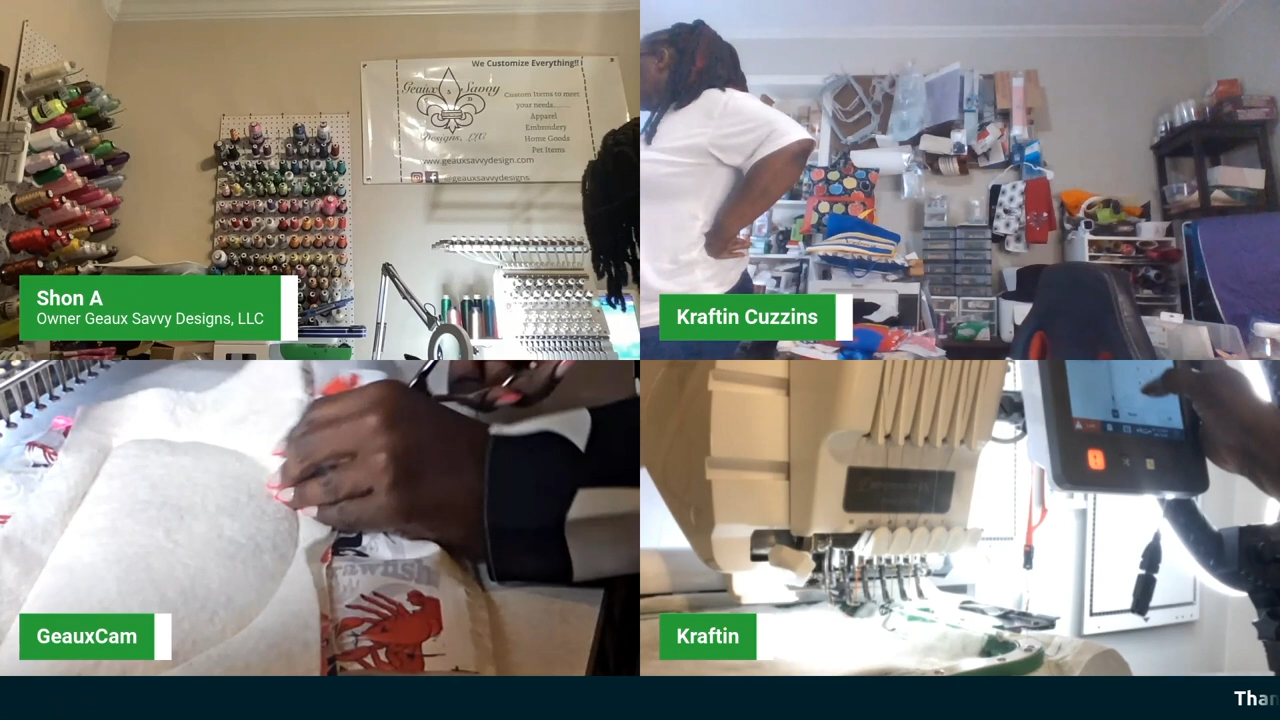 We Customize Everything!!
Geaux Savvy
S
Designs, LLC
Custom Items to meet
your needs........
Apparel
Embroidery
Home Goods
Pet Items
www.geauxsavvydesign.com
@geauxsavvydesigns
Shon A
Owner Geaux Savvy Designs, LLC
Kraftin Cuzzins
GeauxCam
Kraftin
Than